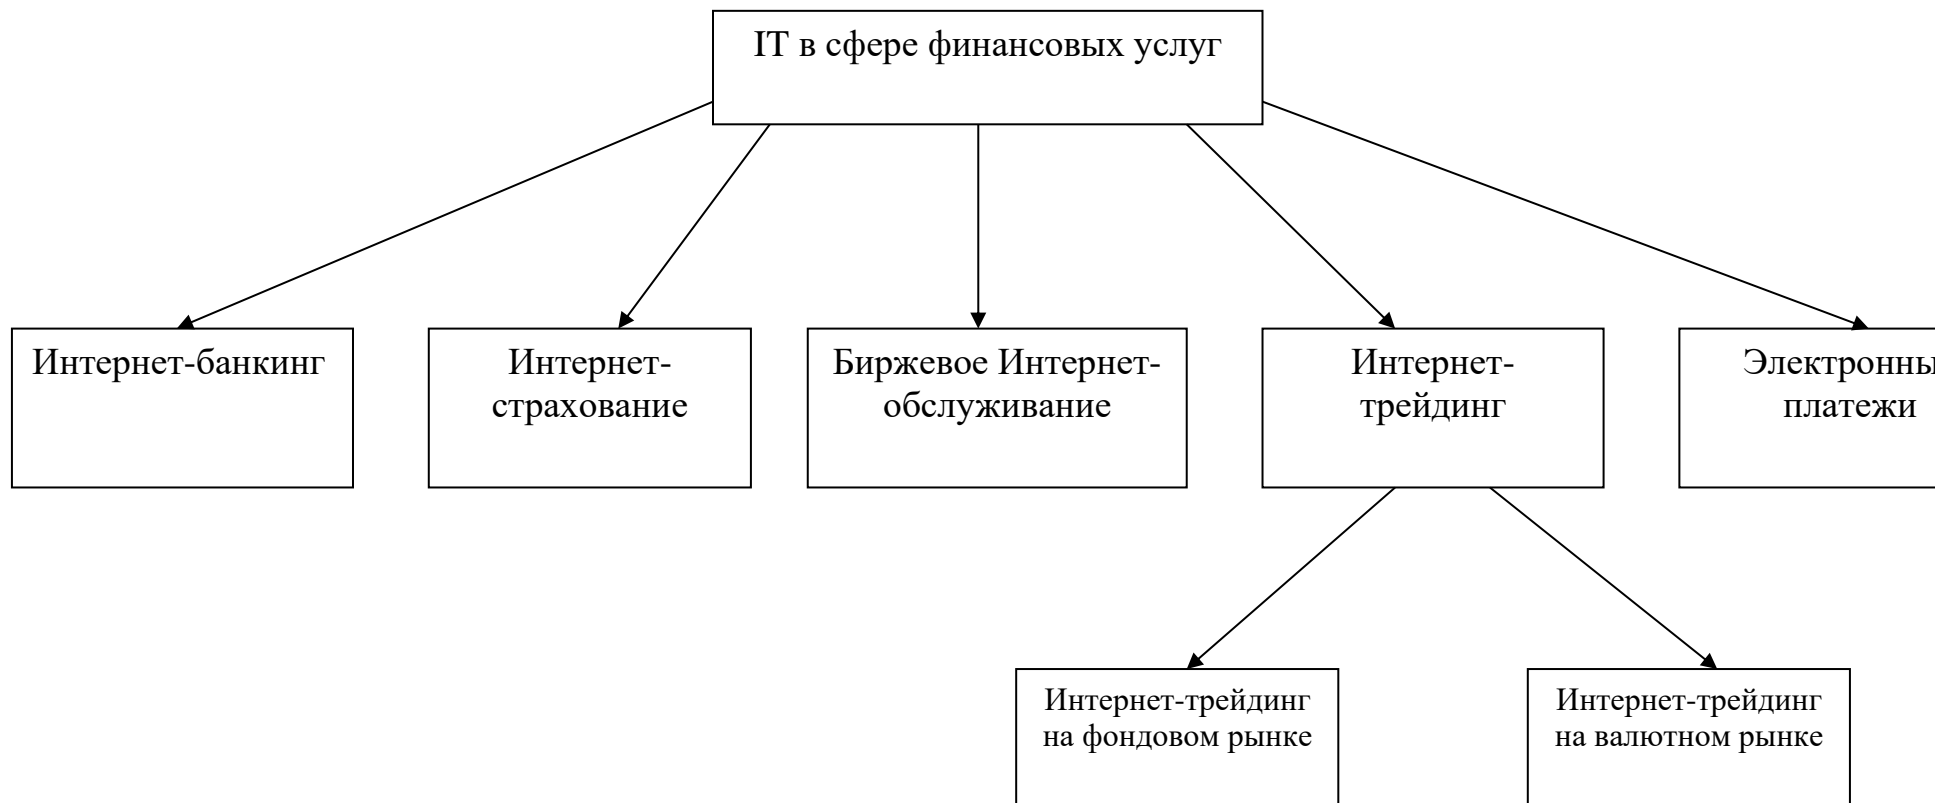 IT в сфере финансовых услуг
Интернет-банкинг
Интернет-
страхование
Биржевое Интернет-
обслуживание
Интернет-
трейдинг
платежи
Интернет-трейдинг
на фондовом рынке
Интернет-трейдинг
на валютном рынке